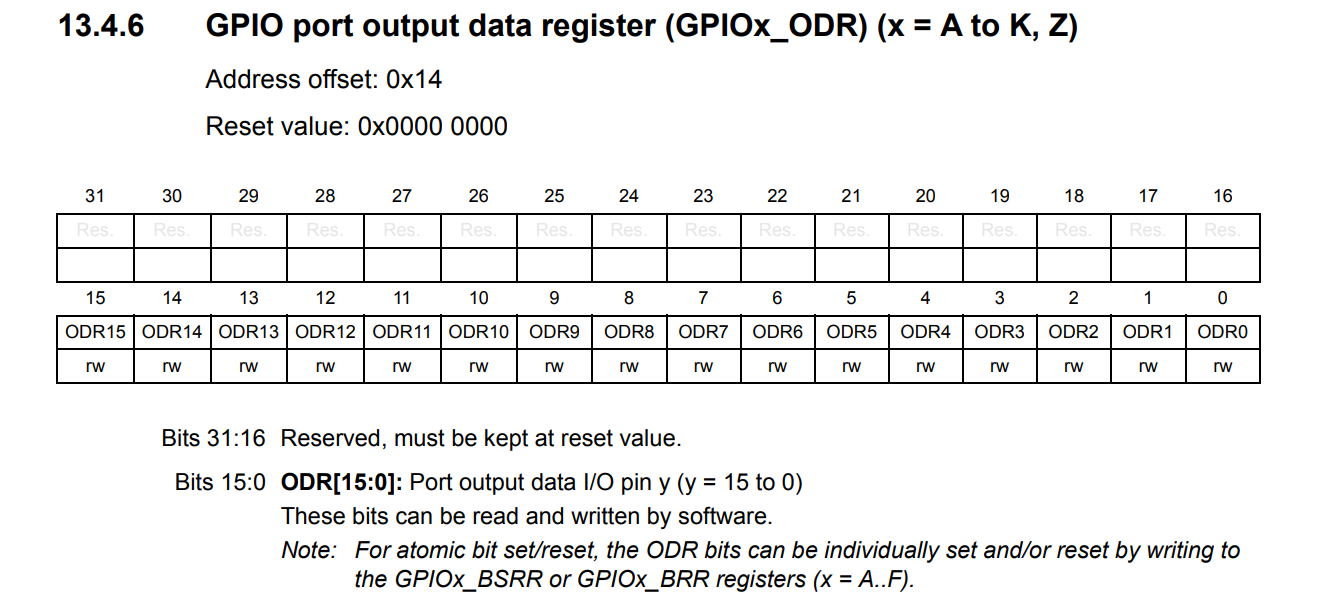 13.4.6 GPIO port output data register (GPIOx_ODR) (x = A to K, Z)
Address offset: 0x14
Reset value: 0x0000 0000
31 30 29 28 27 26 25 24 23 22 21 20 19 18 17 16
Res. Res. Res. Res. Res. Res. Res. Res. Res. Res. Res. Res. Res. Res. Res. Res.
15 14 13 12 11 10 9 8 7 6 5 4 3 2 1 0
ODR15 ODR14 ODR13 ODR12 ODR11 ODR10 ODR9 ODR8 ODR7 ODR6 ODR5 ODR4 ODR3 ODR2 ODR1 ODR0
rw rw rw rw rw rw rw rw rw rw rw rw rw rw rw rw
Bits 31:16 Reserved, must be kept at reset value.
Bits 15:0 ODR[15:0]: Port output data I/O pin y (y = 15 to 0)
These bits can be read and written by software.
Note: For atomic bit set/reset, the ODR bits can be individually set and/or reset by writing to
the GPIOx_BSRR or GPIOx_BRR registers (x = A..F).